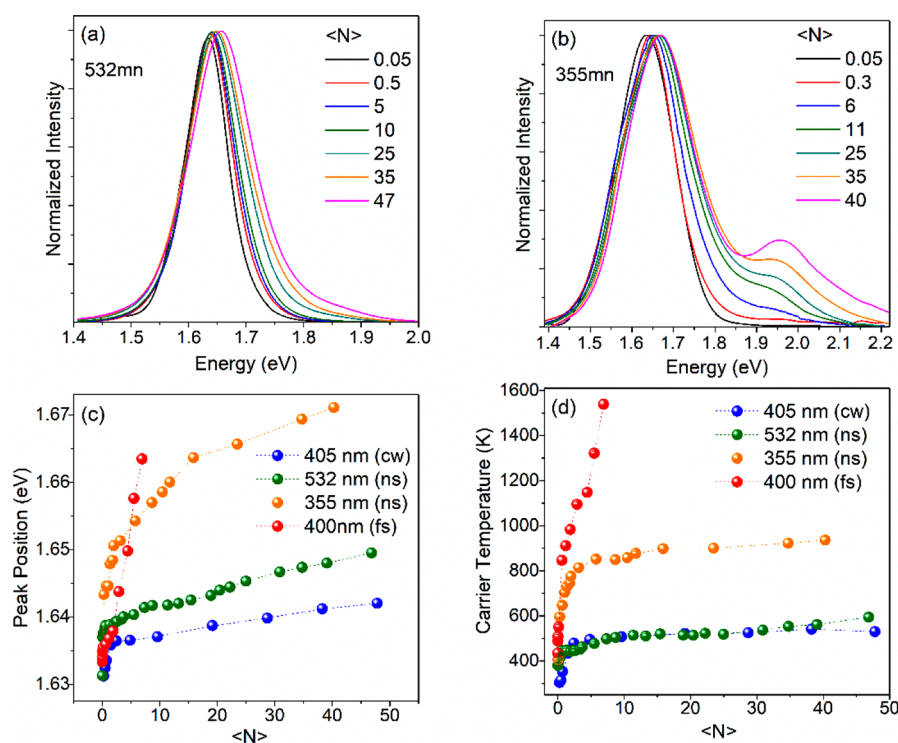 (a)
<N>
532mn
0.05
0.5
5
10
25
35
47
Normalized Intensity
1.4 1.5 1.6 1.7 1.8 1.9 2.0
Energy (eV)
(b)
<N>
355mn
0.05
0.3
6
11
25
35
40
Normalized Intensity
1.4 1.5 1.6 1.7 1.8 1.9 2.0 2.1 2.2
Energy (eV)
(c)
405 nm (cw)
532 nm (ns)
355 nm (ns)
400nm (fs)
Peak Position (eV)
1.67
1.66
1.65
1.64
1.63
0 10 20 30 40 50
<N>
(d)
405 nm (cw)
532 nm (ns)
355 nm (ns)
400 nm (fs)
Carrier Temperature (K)
1600
1400
1200
1000
800
600
400
0 10 20 30 40 50
<N>